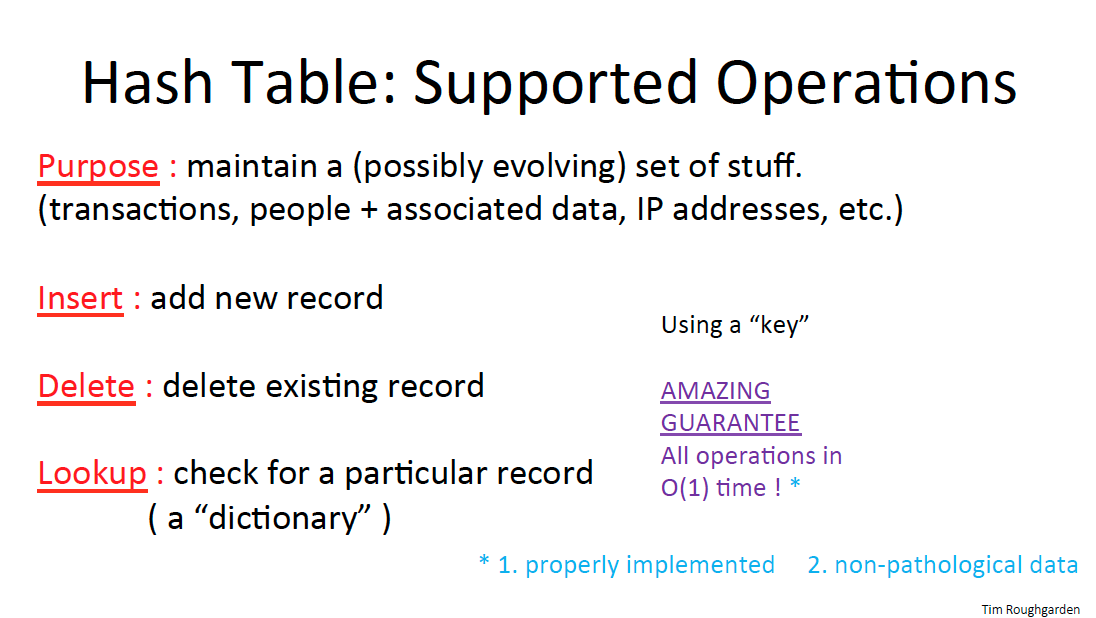 Hash Table: Supported Operations
Purpose : maintain a (possibly evolving) set of stuff.
(transactions, people + associated data, IP addresses, etc.)
Insert : add new record
Using a “key”
Delete : delete existing record
AMAZING
GUARANTEE
All operations in
O(1) time ! *
Lookup : check for a particular record
( a “dictionary” )
* 1. properly implemented 2. non-pathological data
Tim Roughgarden